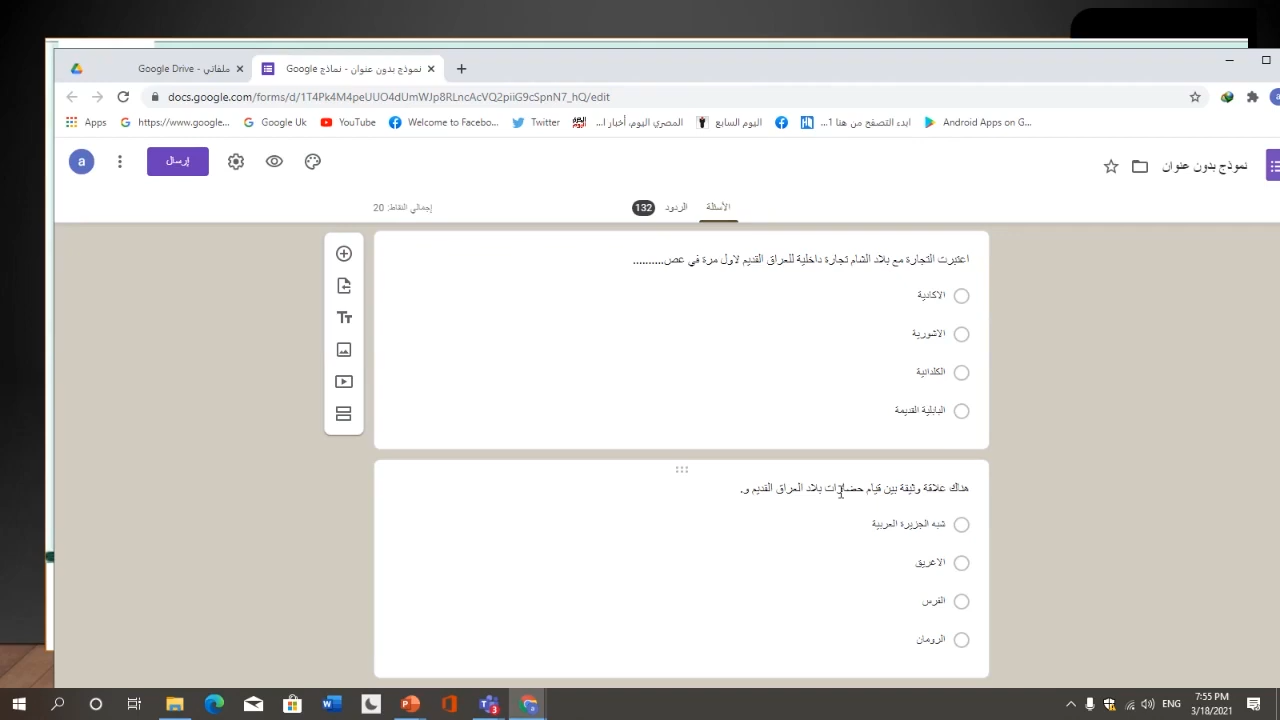 ملفاتي - Google Drive
نموذج بدون عنوان - نماذج Google
docs.google.com/forms/d/1T4Pk4M4peUUO4dUmWJp8RLncAcVQ2piiG9cSpnN7_hQ/edit
Apps
https://www.google...
Google Uk
YouTube
Welcome to Facebo...
Twitter
المصري اليوم، أخبار ا...
اليوم السابع
ابدء التصفح من هنا 1...
Android Apps on G...
a
إرسال
نموذج بدون عنوان
الأسئلة
الردود 132
إجمالي النقاط: 20
اعتبرت التجارة مع بلاد الشام تجارة داخلية للعراق القديم لاول مرة في عص..........
الاكادية
الاشورية
الكلدانية
البابلية القديمة
هناك علاقة وثيقة بين قيام حضارات بلاد العراق القديم و.
شبه الجزيرة العربية
الاغريق
الفرس
الرومان
ENG
7:55 PM
3/18/2021